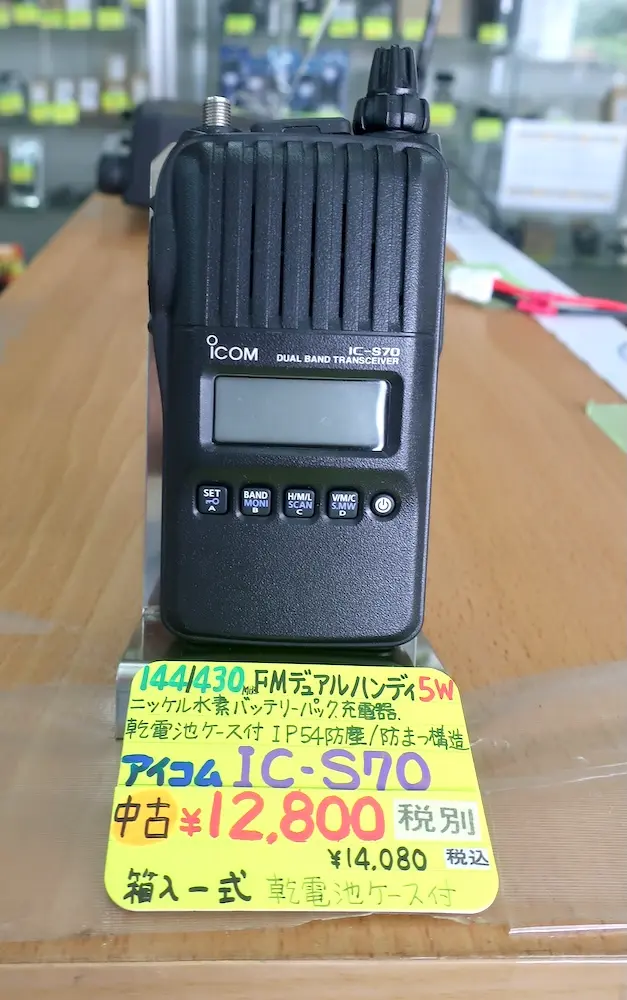 iCOM
IC-S70
DUAL BAND TRANSCEIVER
SET
A
BAND
MONI
B
H/M/L
SCAN
C
V/M/C
S.MW
D
144/430MHz FMデュアルハンディ5W
ニッケル水素バッテリーパック、充電器、
乾電池ケース付 IP54防塵/防まつ構造
アイコム IC-S70
中古 ¥12,800 税別
¥14,080 税込
箱入一式 乾電池ケース付